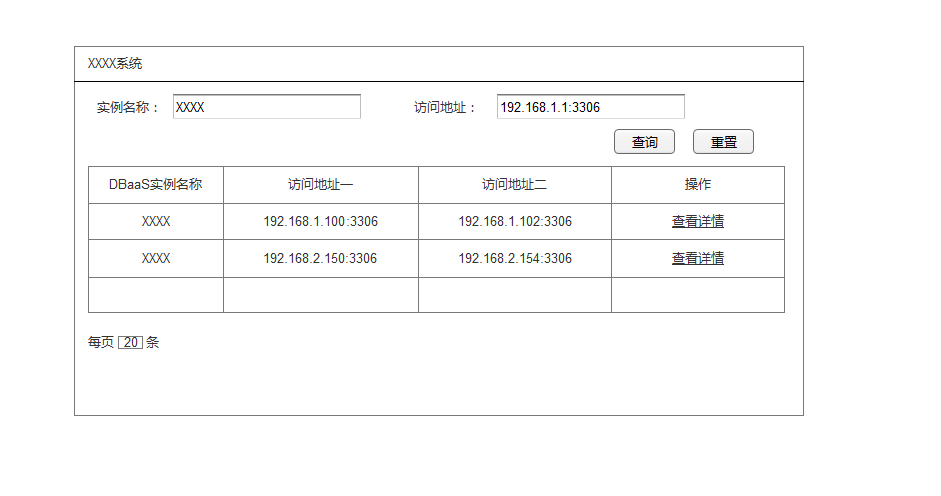 XXXX系统
实例名称： XXXX 访问地址： 192.168.1.1:3306
查询 重置
DBaaS实例名称 访问地址一 访问地址二 操作
XXXX 192.168.1.100:3306 192.168.1.102:3306 查看详情
XXXX 192.168.2.150:3306 192.168.2.154:3306 查看详情
每页 20 条